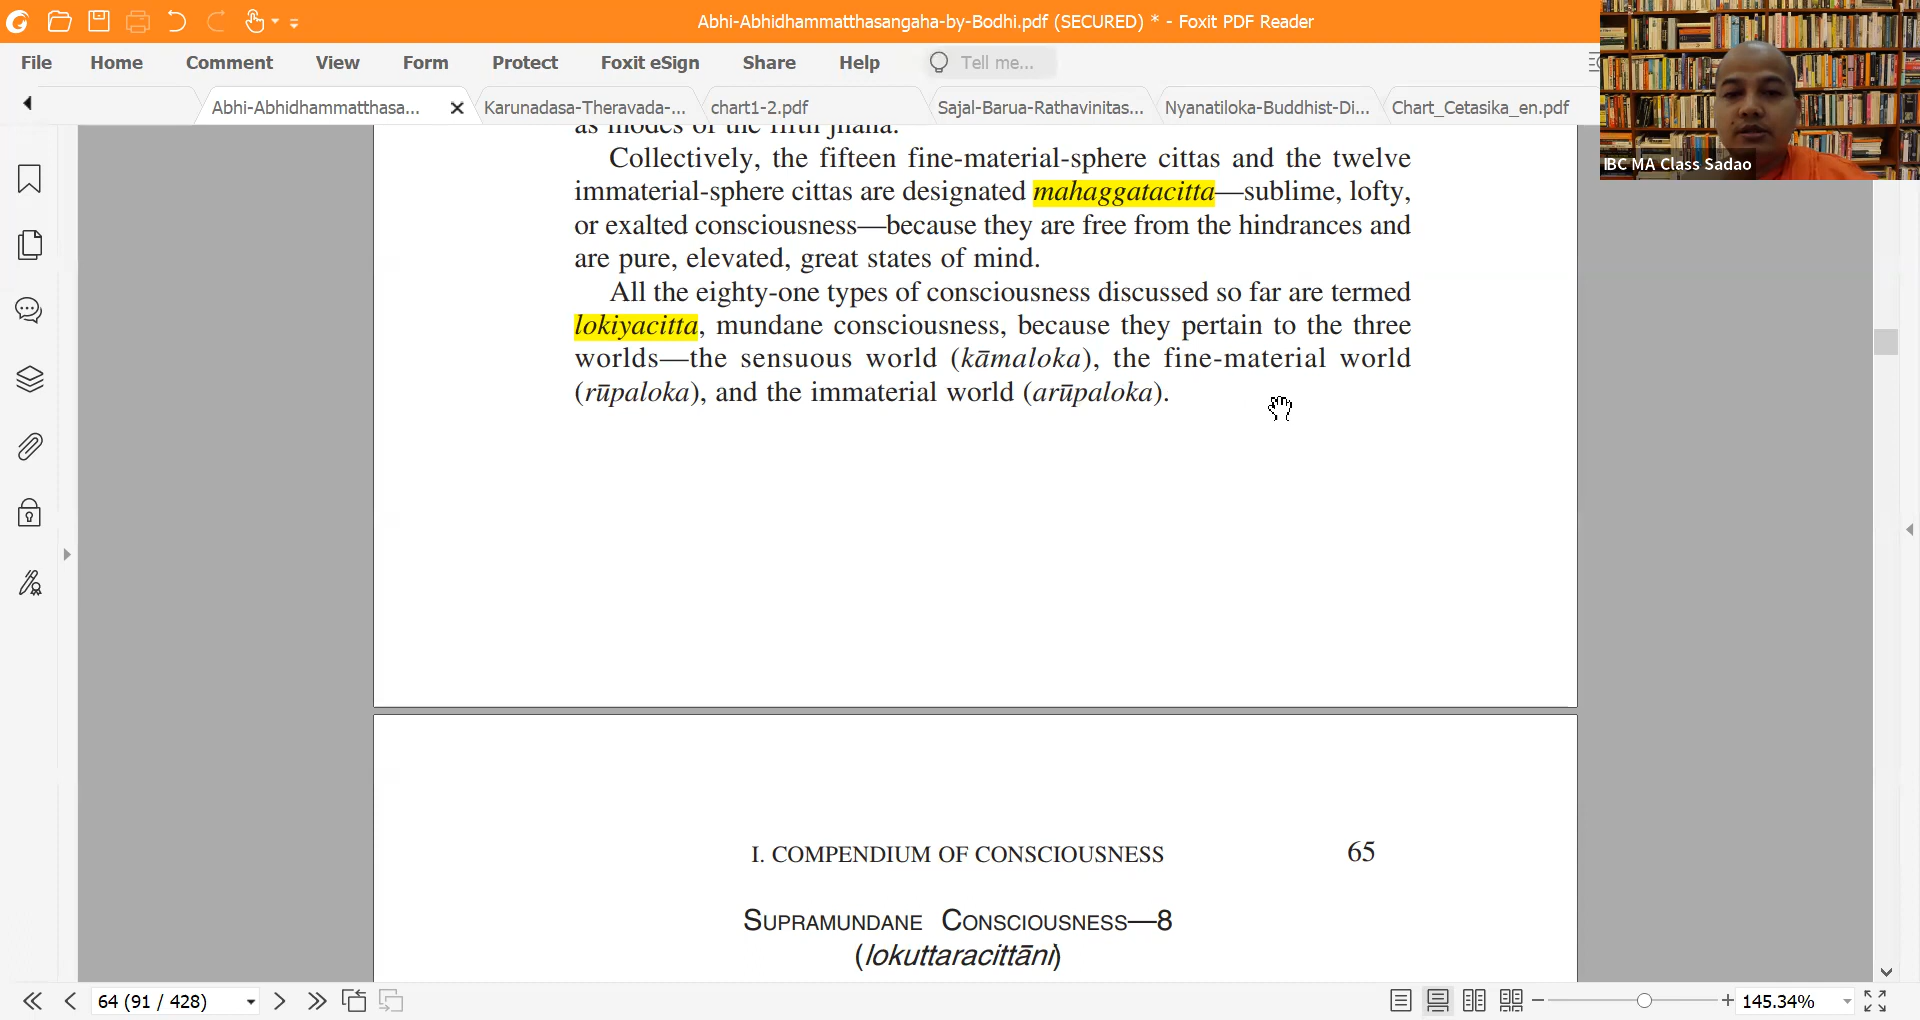 Abhi-Abhidhammatthasangaha-by-Bodhi.pdf (SECURED) * - Foxit PDF Reader
File Home Comment View Form Protect Foxit eSign Share Help Tell me...
Abhi-Abhidhammatthasa... Karunadasa-Theravada-... chart1-2.pdf Sajal-Barua-Rathavinitas... Nyanatiloka-Buddhist-Di... Chart_Cetasika_en.pdf
IBC MA Class Sadao
as modes of the fifth jhāna.
Collectively, the fifteen fine-material-sphere cittas and the twelve
immaterial-sphere cittas are designated mahaggatacitta—sublime, lofty,
or exalted consciousness—because they are free from the hindrances and
are pure, elevated, great states of mind.
All the eighty-one types of consciousness discussed so far are termed
lokiyacitta, mundane consciousness, because they pertain to the three
worlds—the sensuous world (kāmaloka), the fine-material world
(rūpaloka), and the immaterial world (arūpaloka).
I. COMPENDIUM OF CONSCIOUSNESS 65
SUPRAMUNDANE CONSCIOUSNESS—8
(lokuttaracittāni)
64 (91 / 428) 145.34%